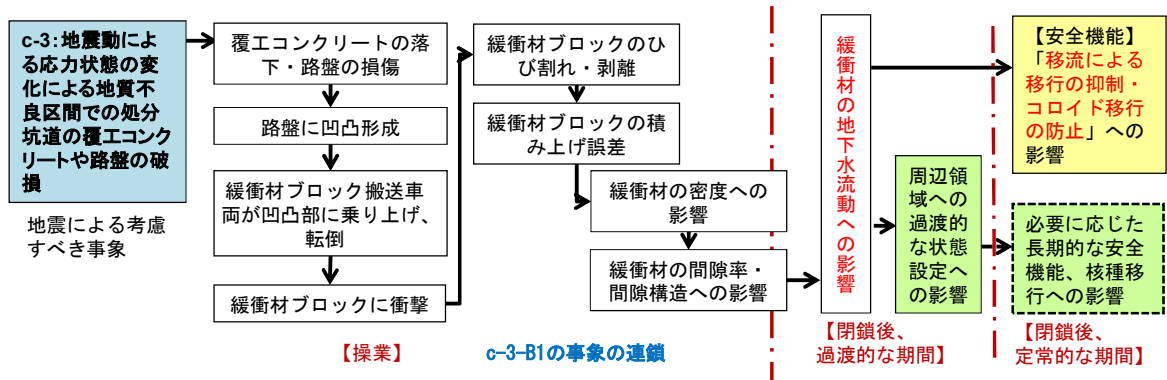 c-3:地震動によ
る応力状態の変
化による地質不
良区間での処分
坑道の覆工コンク
リートや路盤の破
損
地震による考慮
すべき事象
覆工コンクリートの落
下・路盤の損傷
路盤に凹凸形成
緩衝材ブロック搬送車
両が凹凸部に乗り上げ、
転倒
緩衝材ブロックに衝撃
緩衝材ブロックのひ
び割れ・剥離
緩衝材ブロックの積
み上げ誤差
緩衝材の密度への
影響
緩衝材の間隙率・
間隙構造への影響
緩衝材の地下水流動への影響
周辺領
域への
過渡的
な状態
設定へ
の影響
【安全機能】
「移流による
移行の抑制・
コロイド移行
の防止」への
影響
必要に応じた
長期的な安全
機能、核種移
行への影響
【操業】
c-3-B1の事象の連鎖
【閉鎖後、
過渡的な期間】
【閉鎖後、
定常的な期間】